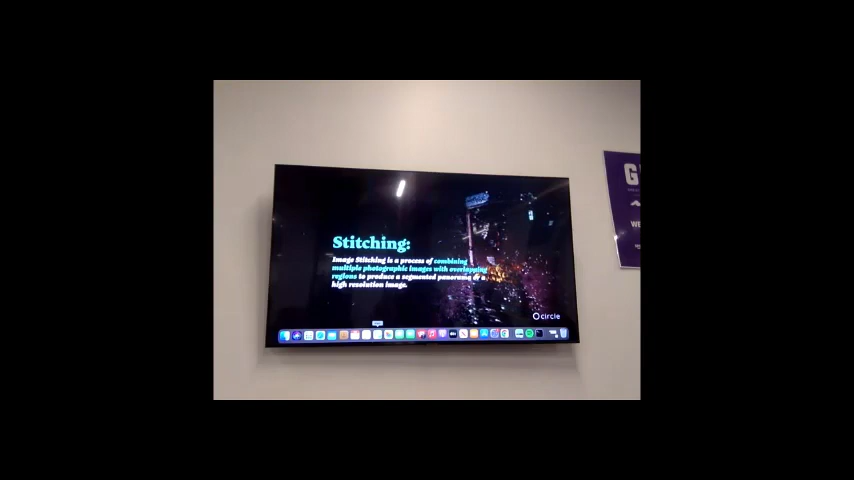 Stitching:
Image Stitching is a process of combining
multiple photographic images with overlapping
regions to produce a segmented panorama or a
high resolution image.
circle
G
WE